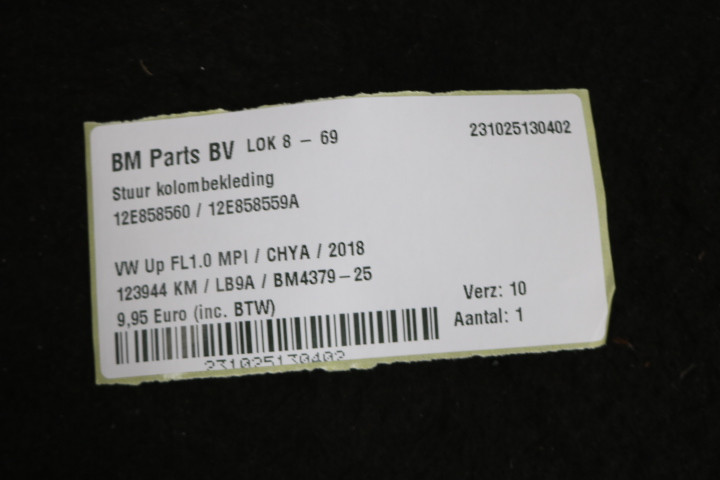 BM Parts BV LOK 8 - 69 231025130402
Stuur kolombekleding
12E858560 / 12E858559A
VW Up FL1.0 MPI / CHYA / 2018
123944 KM / LB9A / BM4379-25
9,95 Euro (inc. BTW) Verz: 10
Aantal: 1
231025130402